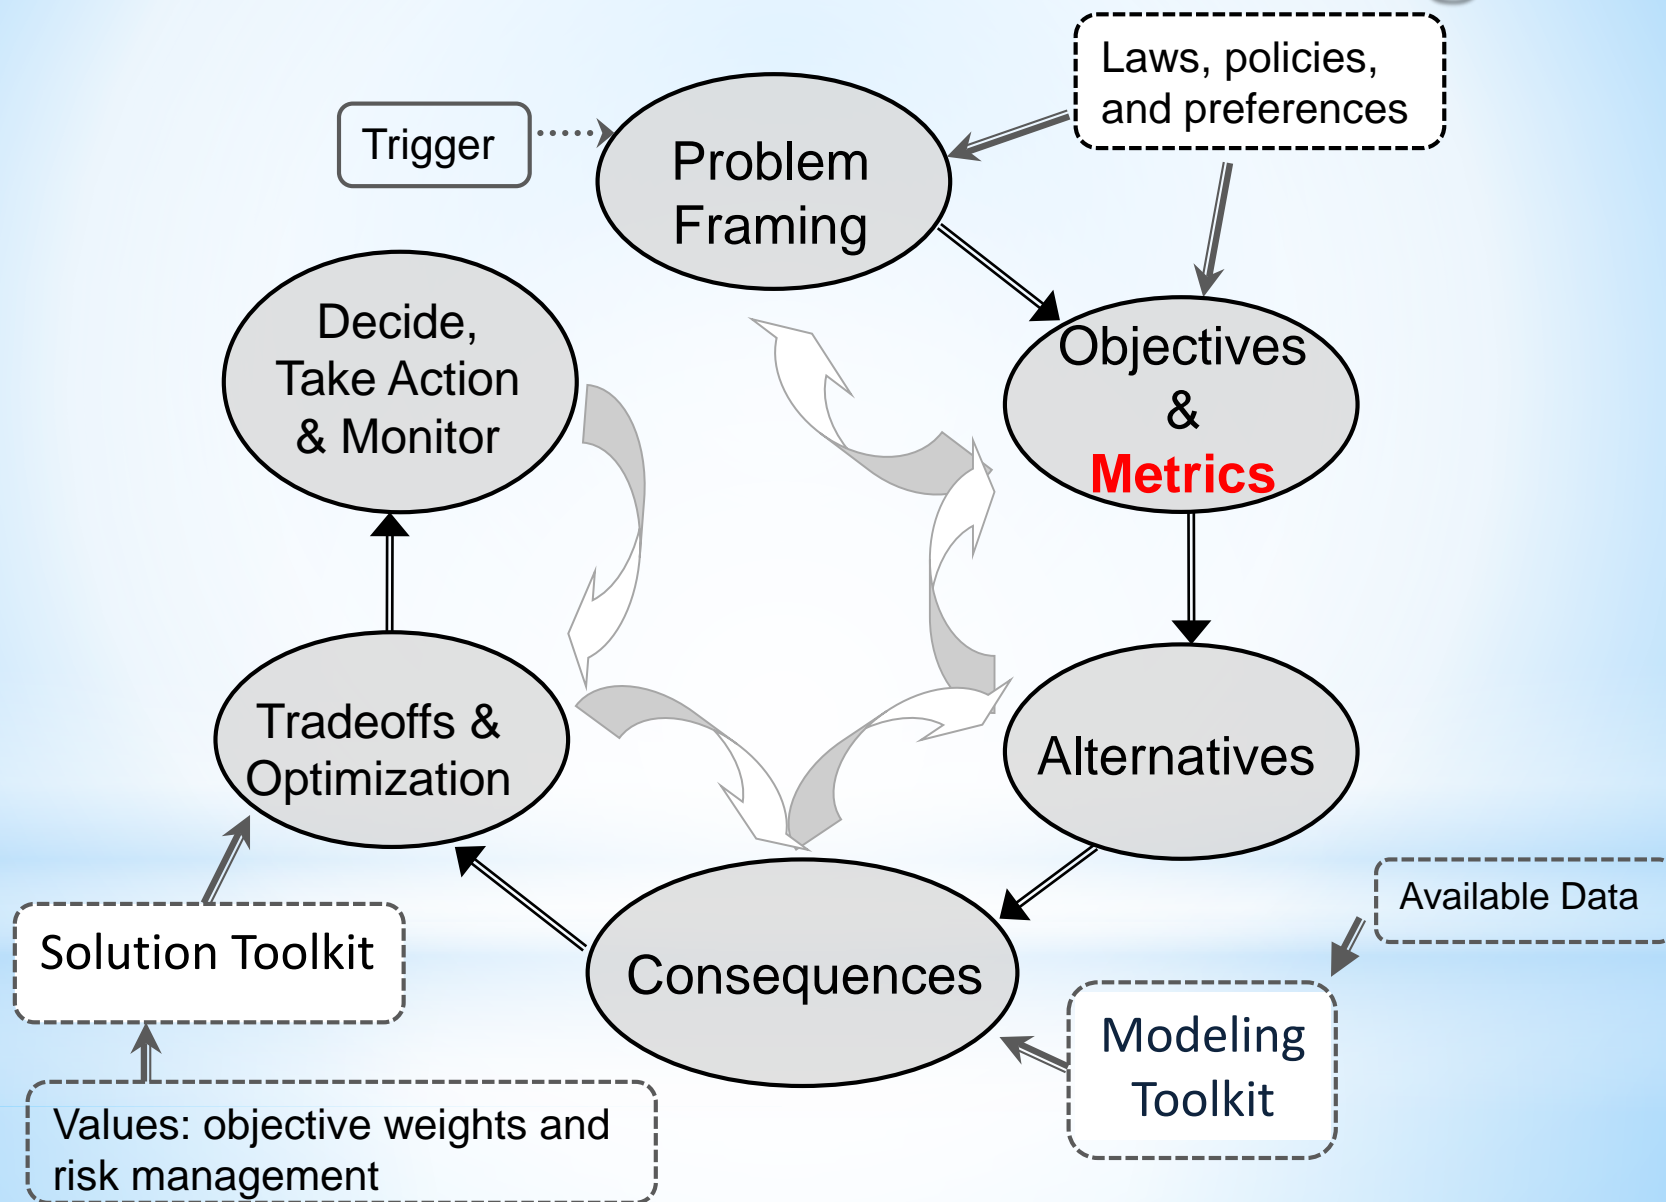 Laws, policies,
and preferences
Trigger
Problem
Framing
Decide,
Take Action
& Monitor
Objectives
&
Metrics
Tradeoffs &
Optimization
Alternatives
Available Data
Solution Toolkit
Consequences
Modeling
Toolkit
Values: objective weights and
risk management